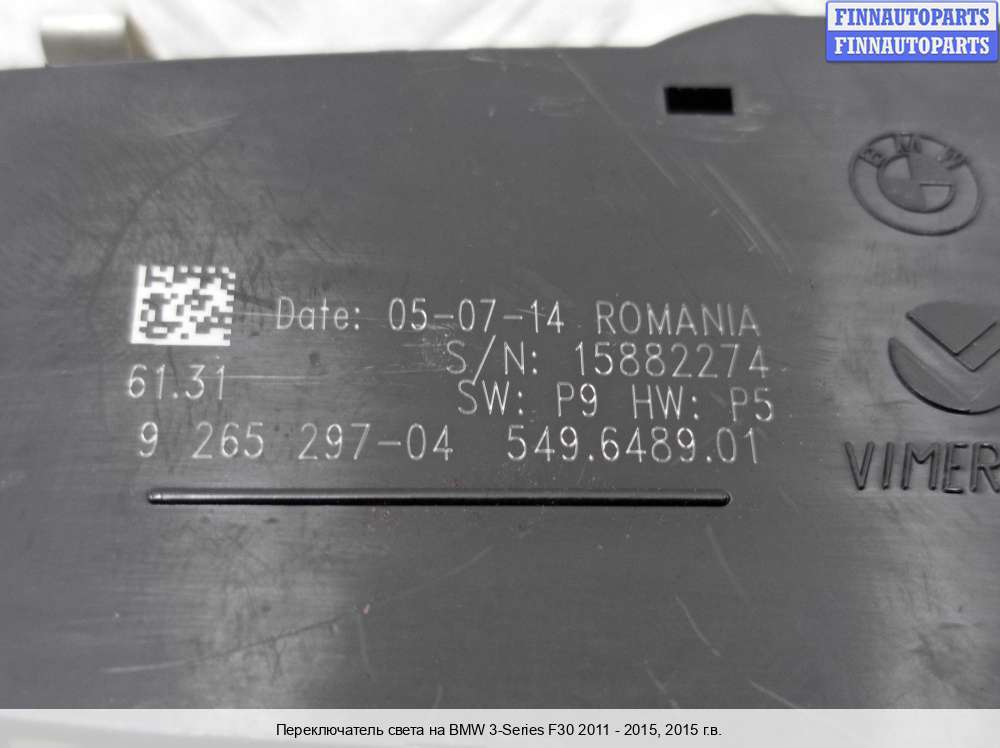 FINNAUTOPARTS
FINNAUTOPARTS
BMW
Date: 05-07-14 ROMANIA
S/N: 15882274
61.31
SW: P9 HW: P5
9 265 297-04 549.6489.01
VIMER
Переключатель света на BMW 3-Series F30 2011 - 2015, 2015 г.в.